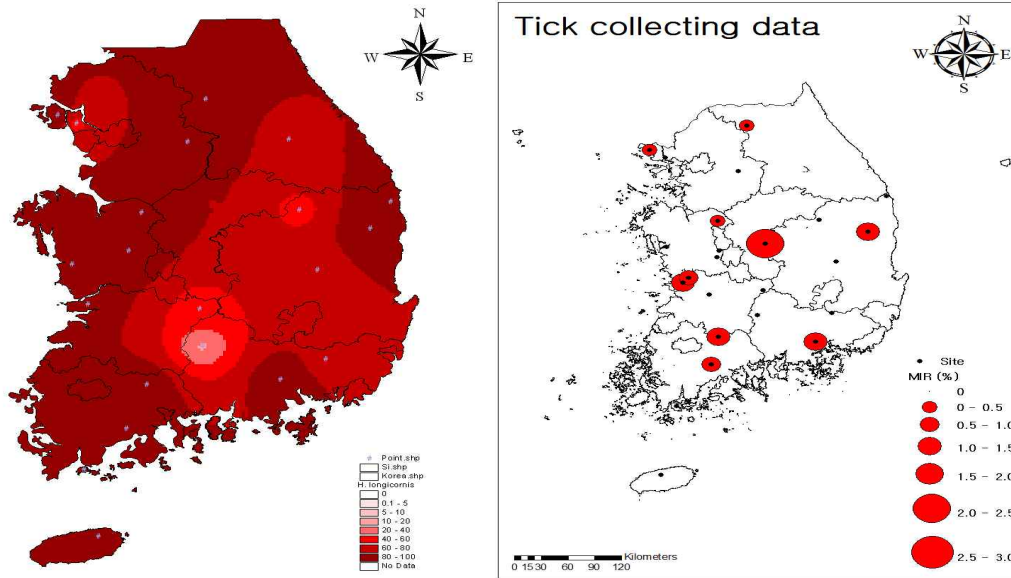 N
W E
S
Point.shp
Si.shp
Korea.shp
H. longicornis
0
0.1 - 5
5 - 10
10 - 20
20 - 40
40 - 60
60 - 80
80 - 100
No Data
Tick collecting data
N
W E
S
Site
MIR (%)
0
0 - 0.5
0.5 - 1.0
1.0 - 1.5
1.5 - 2.0
2.0 - 2.5
2.5 - 3.0
Kilometers
0 15 30 60 90 120